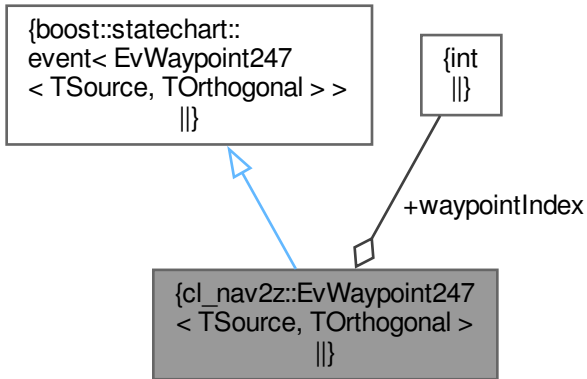 {boost::statechart::
event< EvWaypoint247
< TSource, TOrthogonal > >
||}
{int
||}
+waypointIndex
{cl_nav2z::EvWaypoint247
< TSource, TOrthogonal >
||}